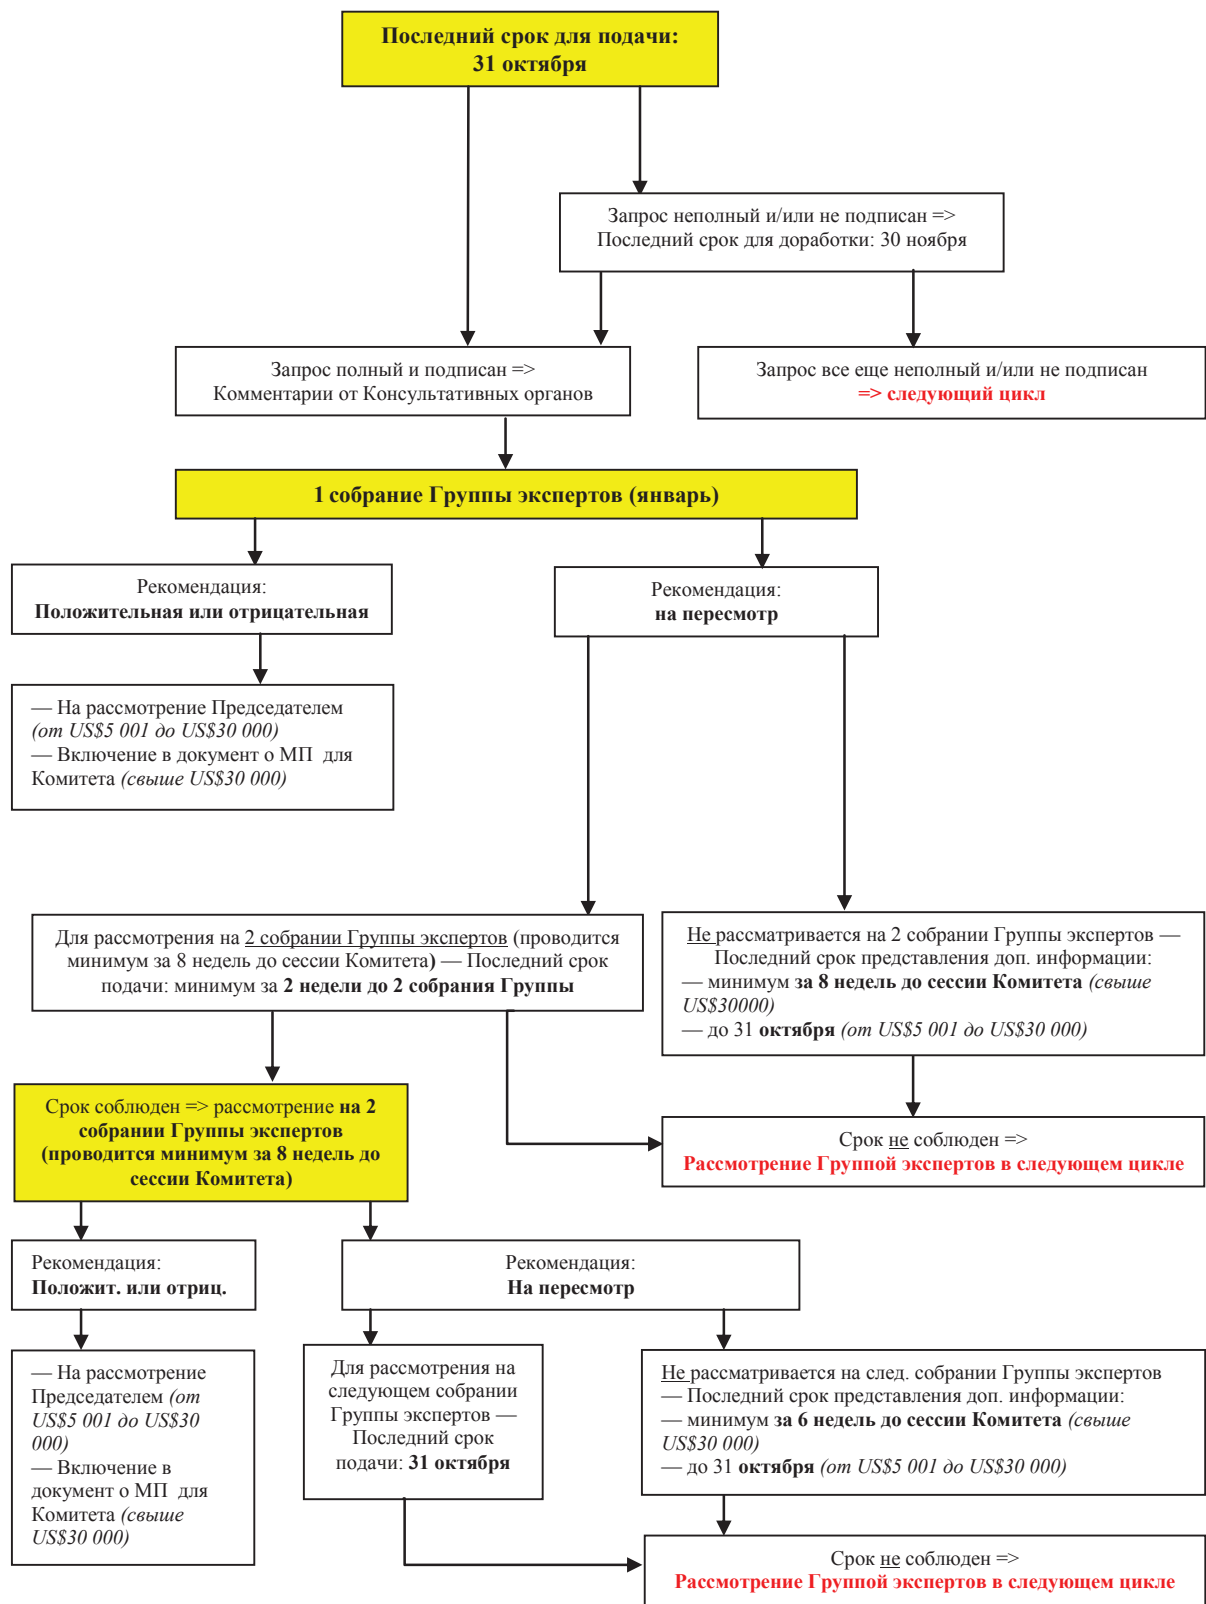 Последний срок для подачи:
31 октября
Запрос неполный и/или не подписан =>
Последний срок для доработки: 30 ноября
Запрос полный и подписан =>
Комментарии от Консультативных органов
Запрос все еще неполный и/или не подписан
=> следующий цикл
1 собрание Группы экспертов (январь)
Рекомендация:
Положительная или отрицательная
Рекомендация:
на пересмотр
— На рассмотрение Председателем
(от US$5 001 до US$30 000)
— Включение в документ о МП для
Комитета (свыше US$30 000)
Для рассмотрения на 2 собрании Группы экспертов (проводится
минимум за 8 недель до сессии Комитета) — Последний срок
подачи: минимум за 2 недели до 2 собрания Группы
Не рассматривается на 2 собрании Группы экспертов —
Последний срок представления доп. информации:
— минимум за 8 недель до сессии Комитета (свыше
US$30000)
— до 31 октября (от US$5 001 до US$30 000)
Срок соблюден => рассмотрение на 2
собрании Группы экспертов
(проводится минимум за 8 недель до
сессии Комитета)
Срок не соблюден =>
Рассмотрение Группой экспертов в следующем цикле
Рекомендация:
Положит. или отриц.
Рекомендация:
На пересмотр
— На рассмотрение
Председателем (от
US$5 001 до US$30
000)
— Включение в
документ о МП для
Комитета (свыше
US$30 000)
Для рассмотрения на
следующем собрании
Группы экспертов —
Последний срок
подачи: 31 октября
Не рассматривается на след. собрании Группы экспертов
— Последний срок представления доп. информации:
— минимум за 6 недель до сессии Комитета (свыше
US$30 000)
— до 31 октября (от US$5 001 до US$30 000)
Срок не соблюден =>
Рассмотрение Группой экспертов в следующем цикле